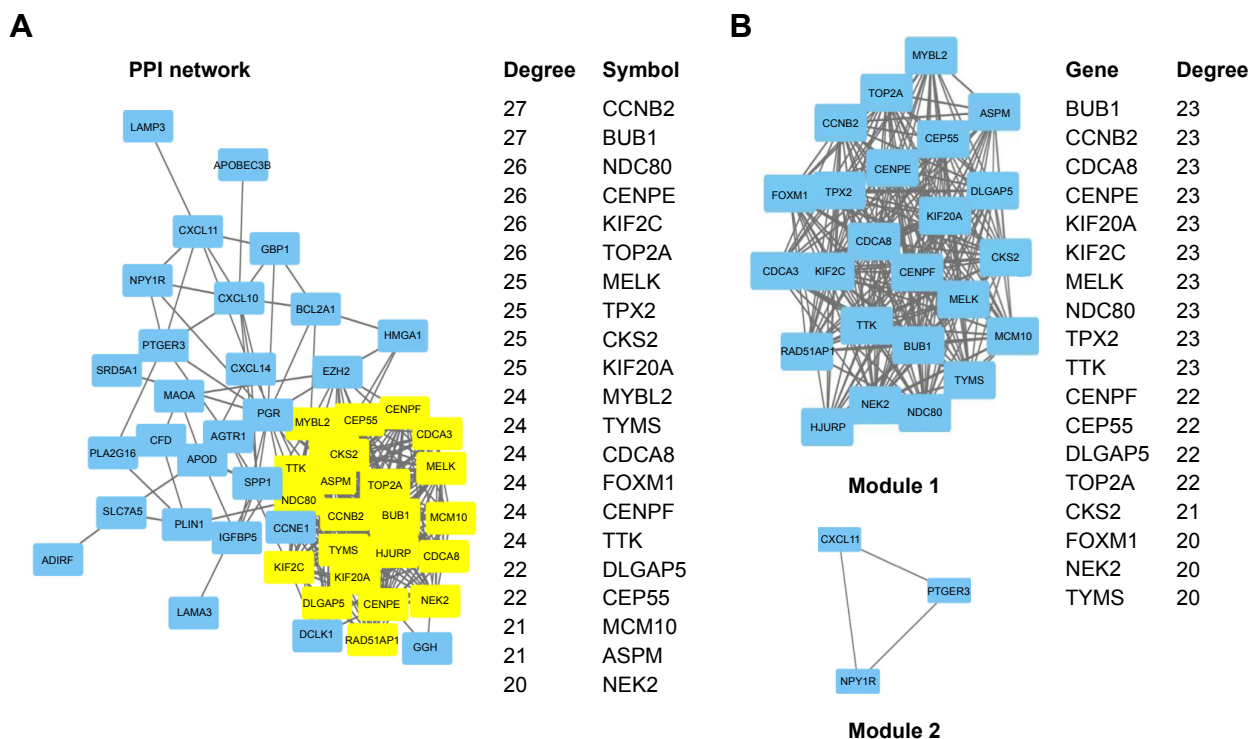 A
PPI network
LAMP3
APOBEC3B
CXCL11
GBP1
NPY1R
CXCL10
BCL2A1
HMGA1
PTGER3
SRD5A1
CXCL14
EZH2
MAOA
PGR
CENPF
MYBL2
CEP55
CDCA3
CFD
AGTR1
PLA2G16
APOD
CKS2
MELK
TTK
SPP1
ASPM
TOP2A
NDC80
SLC7A5
PLIN1
CCNE1
CCNB2
BUB1
MCM10
IGFBP5
ADIRF
TYMS
HJURP
CDCA8
KIF2C
KIF20A
LAMA3
DLGAP5
CENPE
NEK2
DCLK1
RAD51AP1
GGH
Degree Symbol
27 CCNB2
27 BUB1
26 NDC80
26 CENPE
26 KIF2C
26 TOP2A
25 MELK
25 TPX2
25 CKS2
25 KIF20A
24 MYBL2
24 TYMS
24 CDCA8
24 FOXM1
24 CENPF
24 TTK
22 DLGAP5
22 CEP55
21 MCM10
21 ASPM
20 NEK2
B
MYBL2
TOP2A
ASPM
CCNB2
CEP55
CENPE
FOXM1
TPX2
DLGAP5
KIF20A
CDCA8
CKS2
CDCA3
KIF2C
CENPF
MELK
TTK
MCM10
RAD51AP1
BUB1
TYMS
NEK2
NDC80
HJURP
Module 1
CXCL11
PTGER3
NPY1R
Module 2
Gene Degree
BUB1 23
CCNB2 23
CDCA8 23
CENPE 23
KIF20A 23
KIF2C 23
MELK 23
NDC80 23
TPX2 23
TTK 23
CENPF 22
CEP55 22
DLGAP5 22
TOP2A 22
CKS2 21
FOXM1 20
NEK2 20
TYMS 20